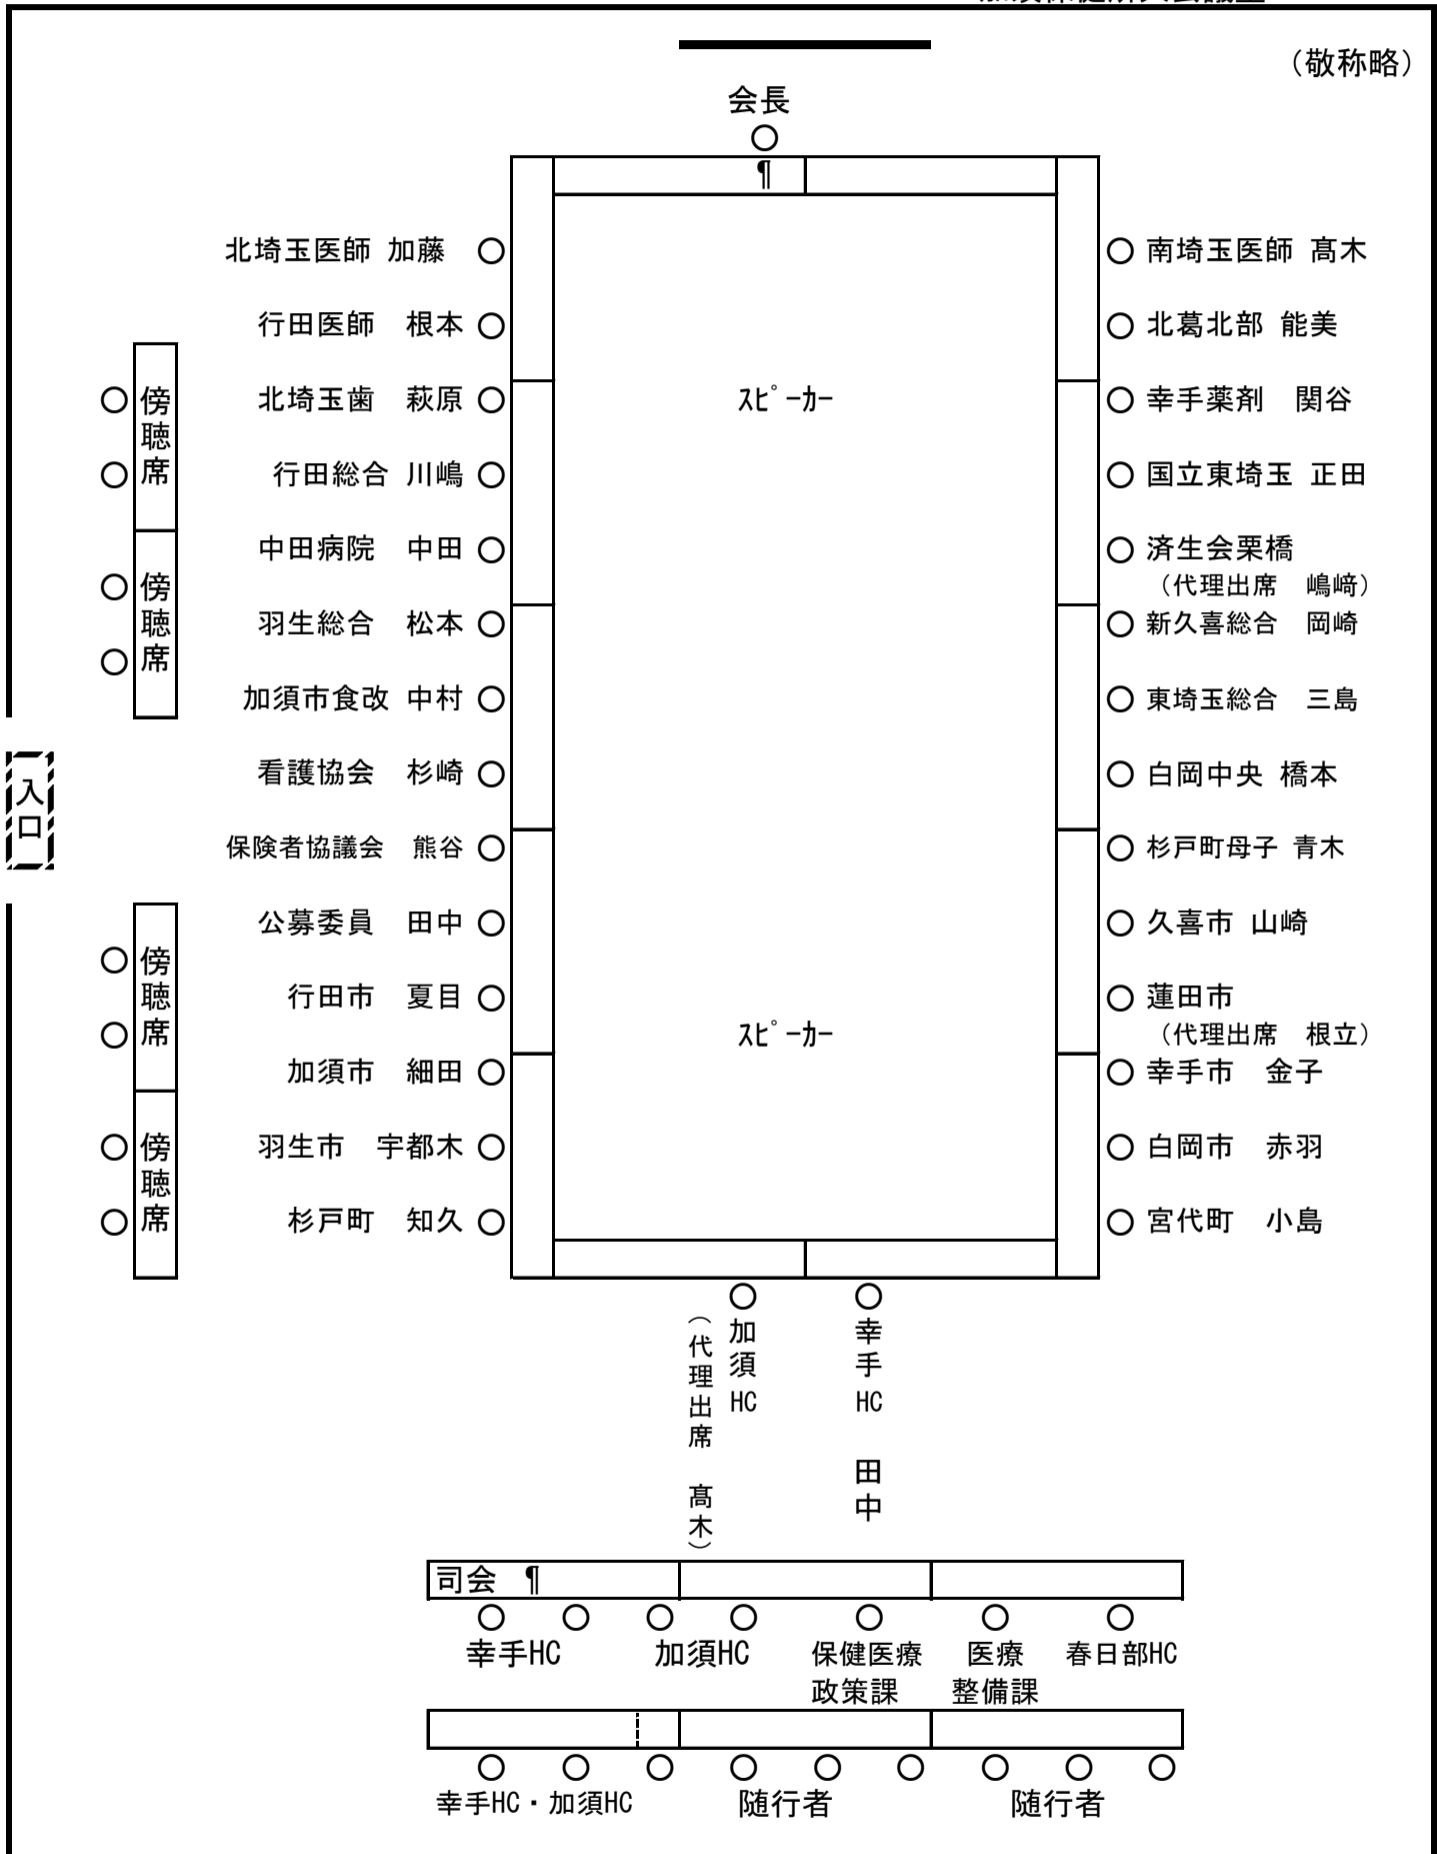 （敬称略）
会長
¶
北埼玉医師 加藤
南埼玉医師 髙木
行田医師　根本
北葛北部 能美
北埼玉歯　萩原
ｽﾋﾟｰｶｰ
幸手薬剤　関谷
行田総合 川嶋
国立東埼玉 正田
中田病院　中田
済生会栗橋
（代理出席　嶋﨑）
羽生総合　松本
新久喜総合　岡崎
加須市食改 中村
東埼玉総合　三島
看護協会　杉崎
白岡中央 橋本
保険者協議会　熊谷
杉戸町母子 青木
公募委員　田中
久喜市 山崎
行田市　夏目
蓮田市
ｽﾋﾟｰｶｰ
（代理出席　根立）
加須市　細田
幸手市　金子
羽生市　宇都木
白岡市　赤羽
杉戸町　知久
宮代町　小島
傍聴席
傍聴席
入口
傍聴席
傍聴席
加須HC
（代理出席　髙木）
幸手HC　田中
司会　¶
幸手HC
加須HC
保健医療
政策課
医療
整備課
春日部HC
幸手HC・加須HC
随行者
随行者